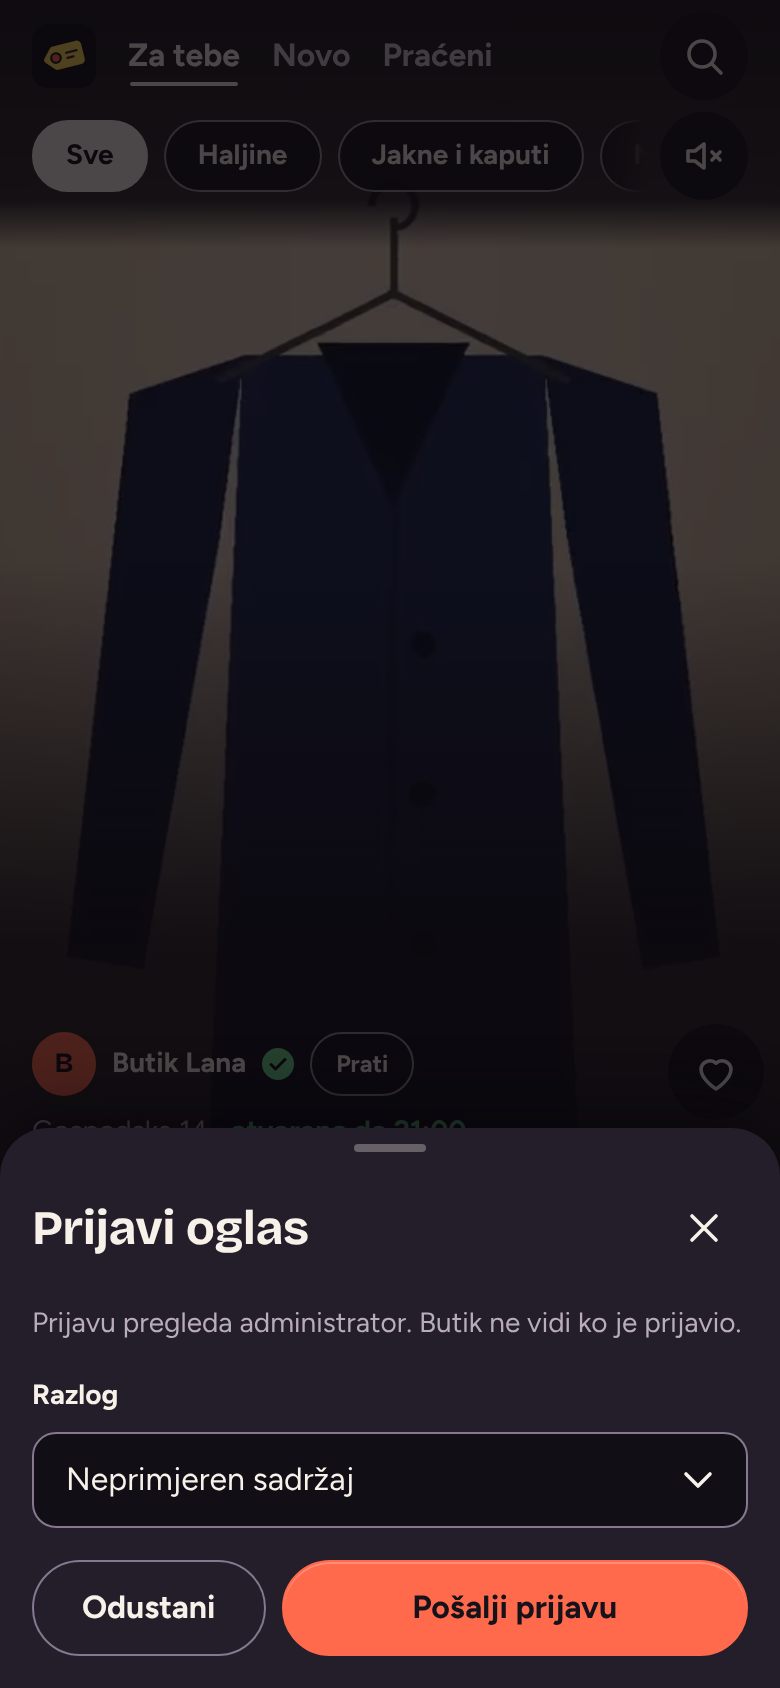 Za tebe Novo Praćeni
Sve Haljine Jakne i kaputi
B Butik Lana Prati
Prijavi oglas
Prijavu pregleda administrator. Butik ne vidi ko je prijavio.
Razlog
Neprimjeren sadržaj
Odustani Pošalji prijavu